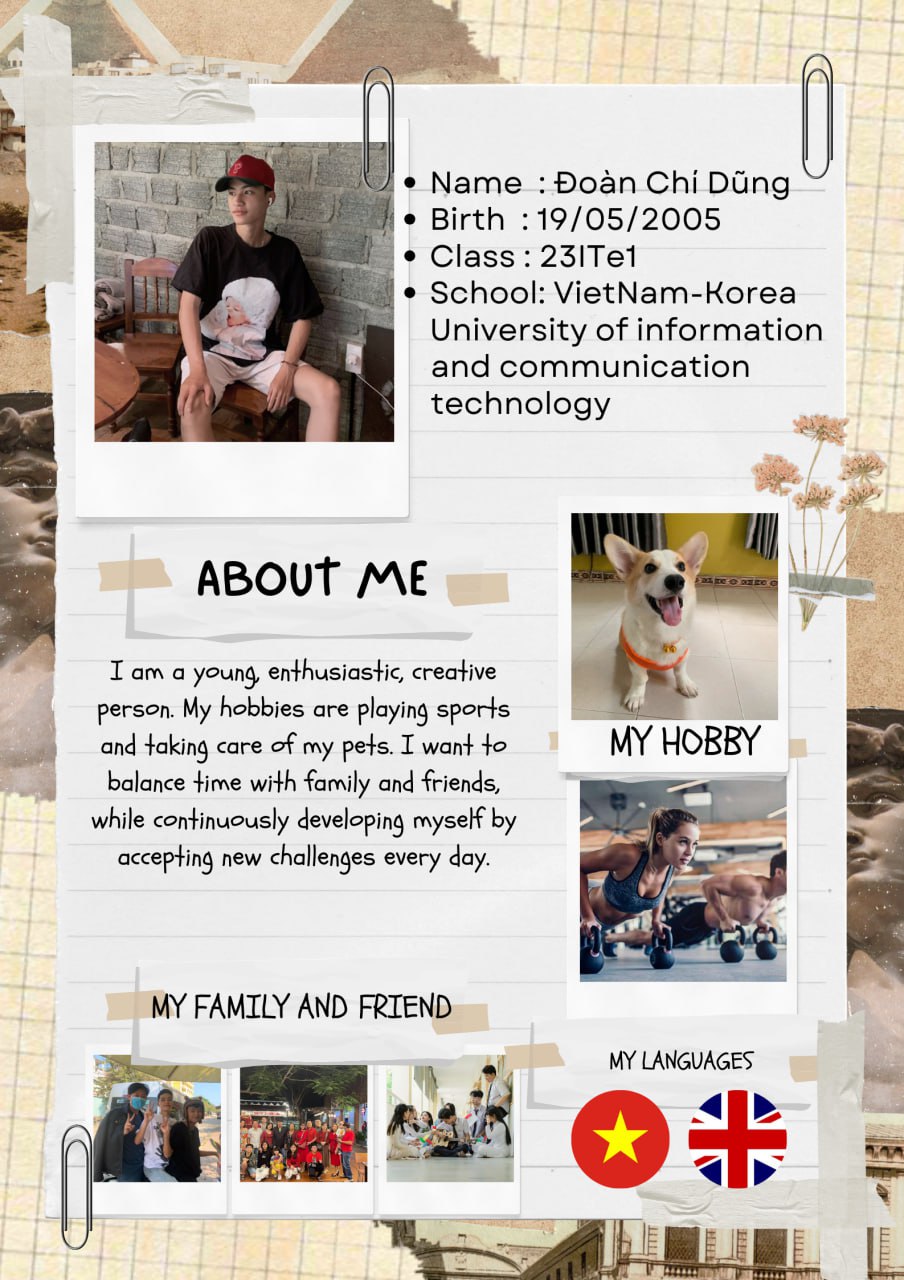 Name : Đoàn Chí Dũng
Birth : 19/05/2005
Class : 23ITe1
School: VietNam-Korea
University of information
and communication
technology
ABOUT ME
I am a young, enthusiastic, creative
person. My hobbies are playing sports
and taking care of my pets. I want to
balance time with family and friends,
while continuously developing myself by
accepting new challenges every day.
MY HOBBY
MY FAMILY AND FRIEND
MY LANGUAGES